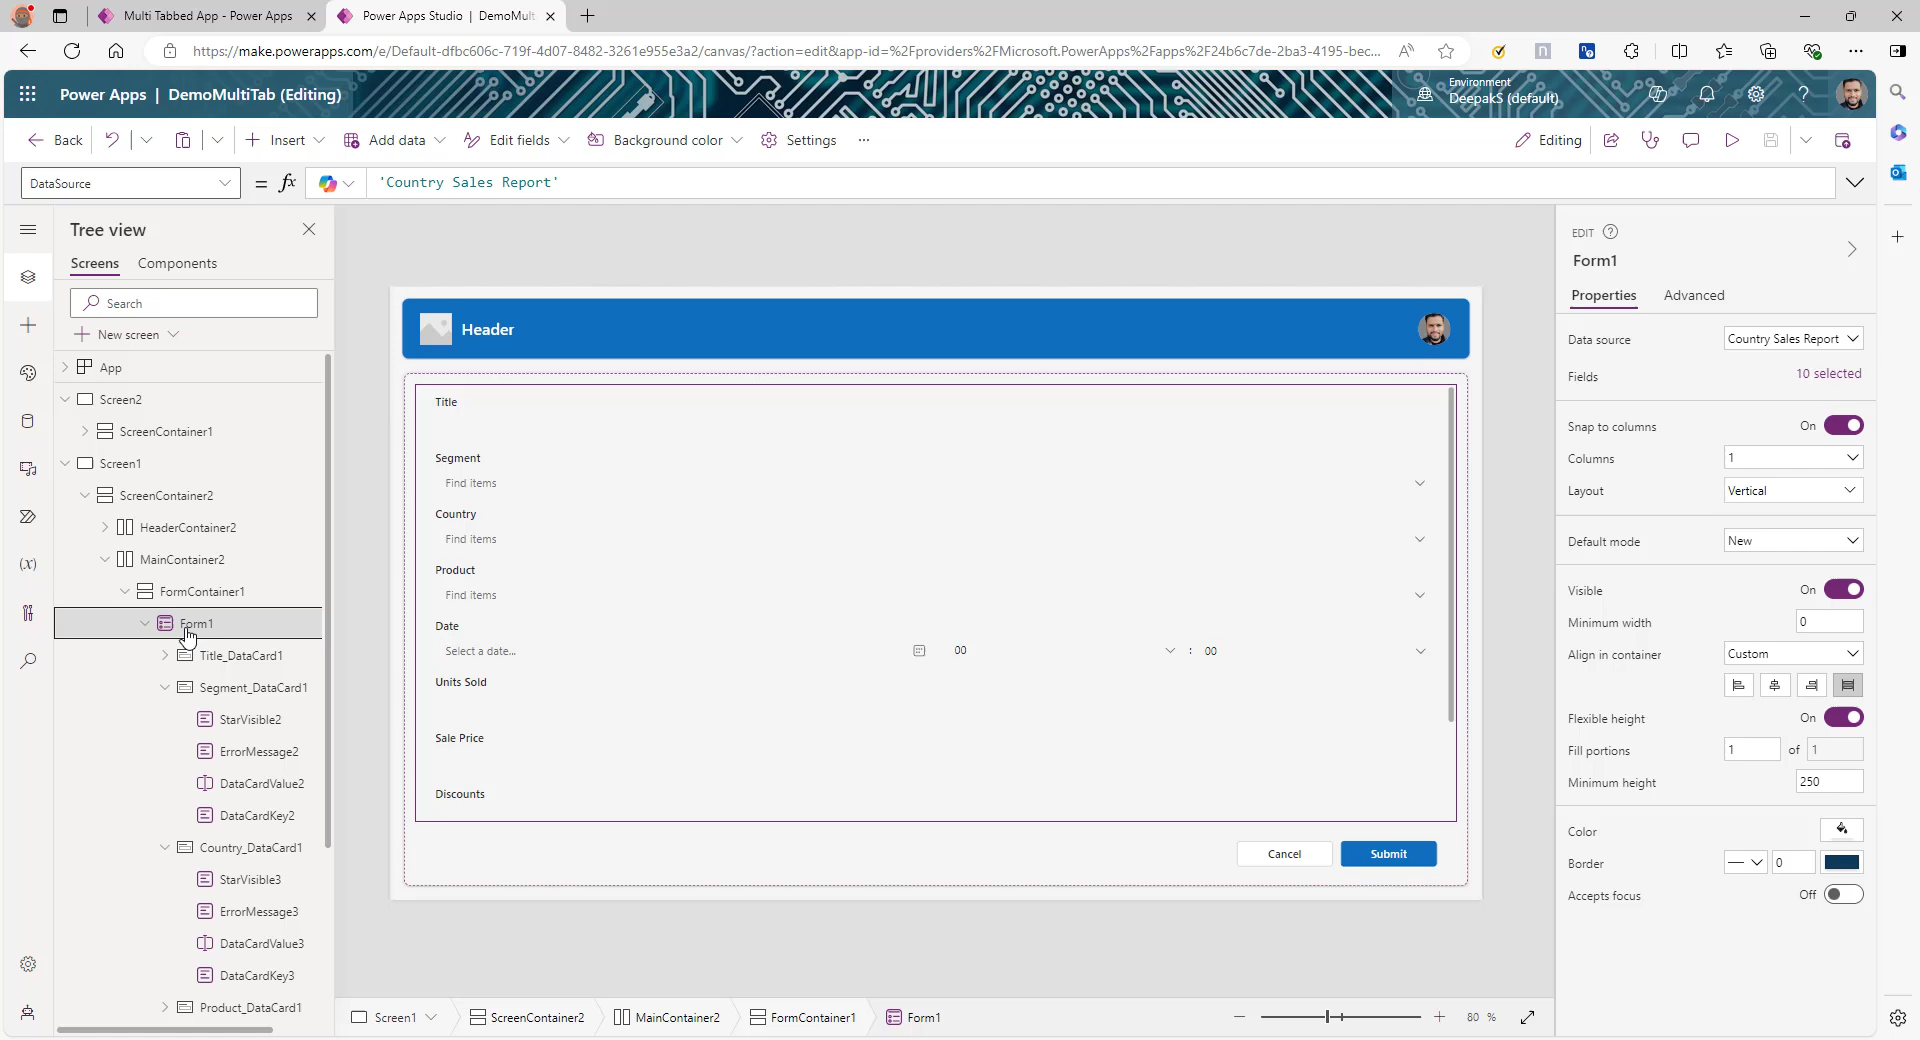 Multi Tabbed App - Power Apps
Power Apps Studio | DemoMult
https://make.powerapps.com/e/Default-dfbc606c-719f-4d07-8482-3261e955e3a2/canvas/?action=edit&app-id=%2Fproviders%2FMicrosoft.PowerApps%2Fapps%2F24b6c7de-2ba3-4195-bec...
Power Apps | DemoMultiTab (Editing)
Environment
DeepakS (default)
Back
Insert
Add data
Edit fields
Background color
Settings
Editing
DataSource
= fx
'Country Sales Report'
Tree view
Screens
Components
Search
New screen
App
Screen2
ScreenContainer1
Screen1
ScreenContainer2
HeaderContainer2
MainContainer2
FormContainer1
Form1
Title_DataCard1
Segment_DataCard1
StarVisible2
ErrorMessage2
DataCardValue2
DataCardKey2
Country_DataCard1
StarVisible3
ErrorMessage3
DataCardValue3
DataCardKey3
Product_DataCard1
Header
Title
Segment
Find items
Country
Find items
Product
Find items
Date
Select a date...
00
:
00
Units Sold
Sale Price
Discounts
Cancel
Submit
Screen1
ScreenContainer2
MainContainer2
FormContainer1
Form1
80 %
EDIT
Form1
Properties
Advanced
Data source
Country Sales Report
Fields
10 selected
Snap to columns
On
Columns
1
Layout
Vertical
Default mode
New
Visible
On
Minimum width
0
Align in container
Custom
Flexible height
On
Fill portions
1 of 1
Minimum height
250
Color
Border
0
Accepts focus
Off